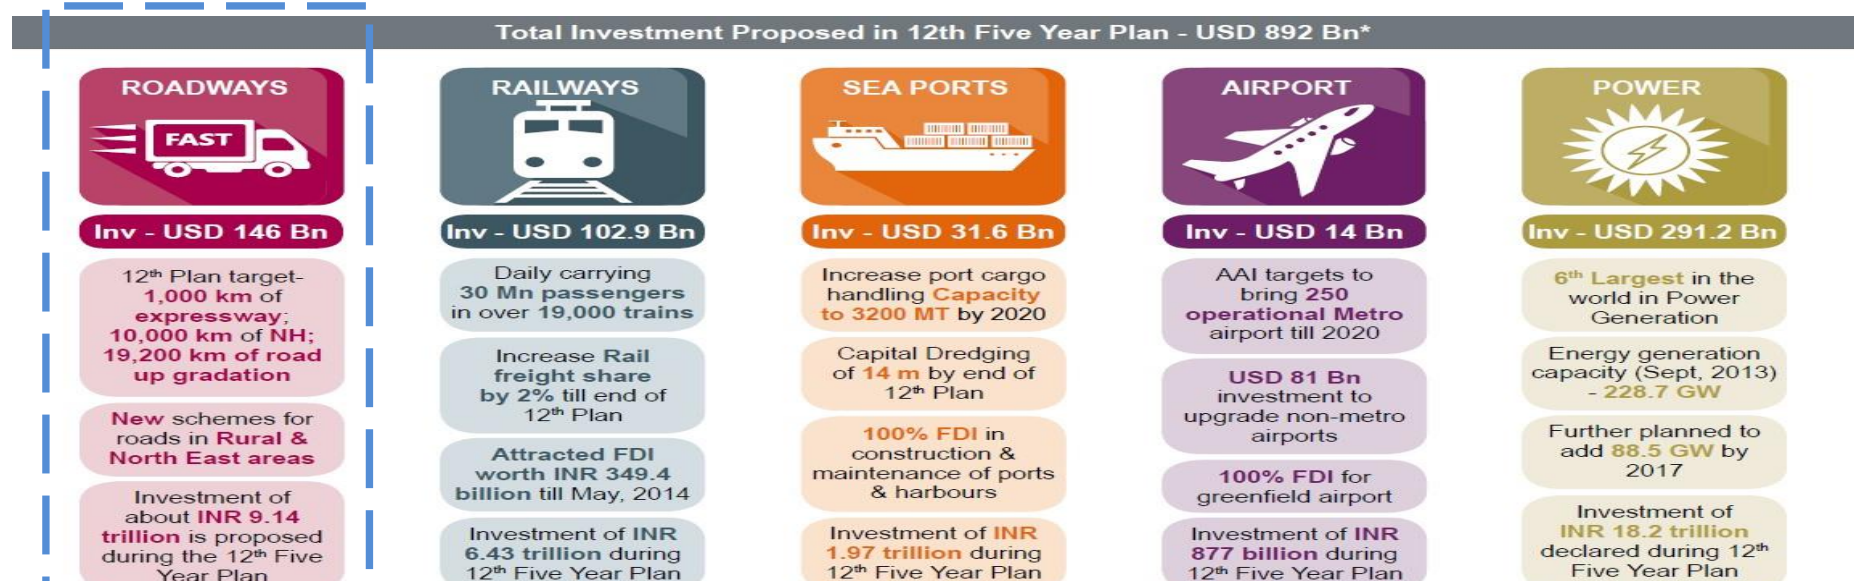 Total Investment Proposed in 12th Five Year Plan - USD 892 Bn*
ROADWAYS
FAST
Inv - USD 146 Bn
12th Plan target-
1,000 km of
expressway;
10,000 km of NH;
19,200 km of road
up gradation
New schemes for
roads in Rural &
North East areas
Investment of
about INR 9.14
trillion is proposed
during the 12th Five
Year Plan
RAILWAYS
Inv - USD 102.9 Bn
Daily carrying
30 Mn passengers
in over 19,000 trains
Increase Rail
freight share
by 2% till end of
12th Plan
Attracted FDI
worth INR 349.4
billion till May, 2014
Investment of INR
6.43 trillion during
12th Five Year Plan
SEA PORTS
Inv - USD 31.6 Bn
Increase port cargo
handling Capacity
to 3200 MT by 2020
Capital Dredging
of 14 m by end of
12th Plan
100% FDI in
construction &
maintenance of ports
& harbours
Investment of INR
1.97 trillion during
12th Five Year Plan
AIRPORT
Inv - USD 14 Bn
AAI targets to
bring 250
operational Metro
airport till 2020
USD 81 Bn
investment to
upgrade non-metro
airports
100% FDI for
greenfield airport
Investment of INR
877 billion during
12th Five Year Plan
POWER
Inv - USD 291.2 Bn
6th Largest in the
world in Power
Generation
Energy generation
capacity (Sept, 2013)
- 228.7 GW
Further planned to
add 88.5 GW by
2017
Investment of
INR 18.2 trillion
declared during 12th
Five Year Plan